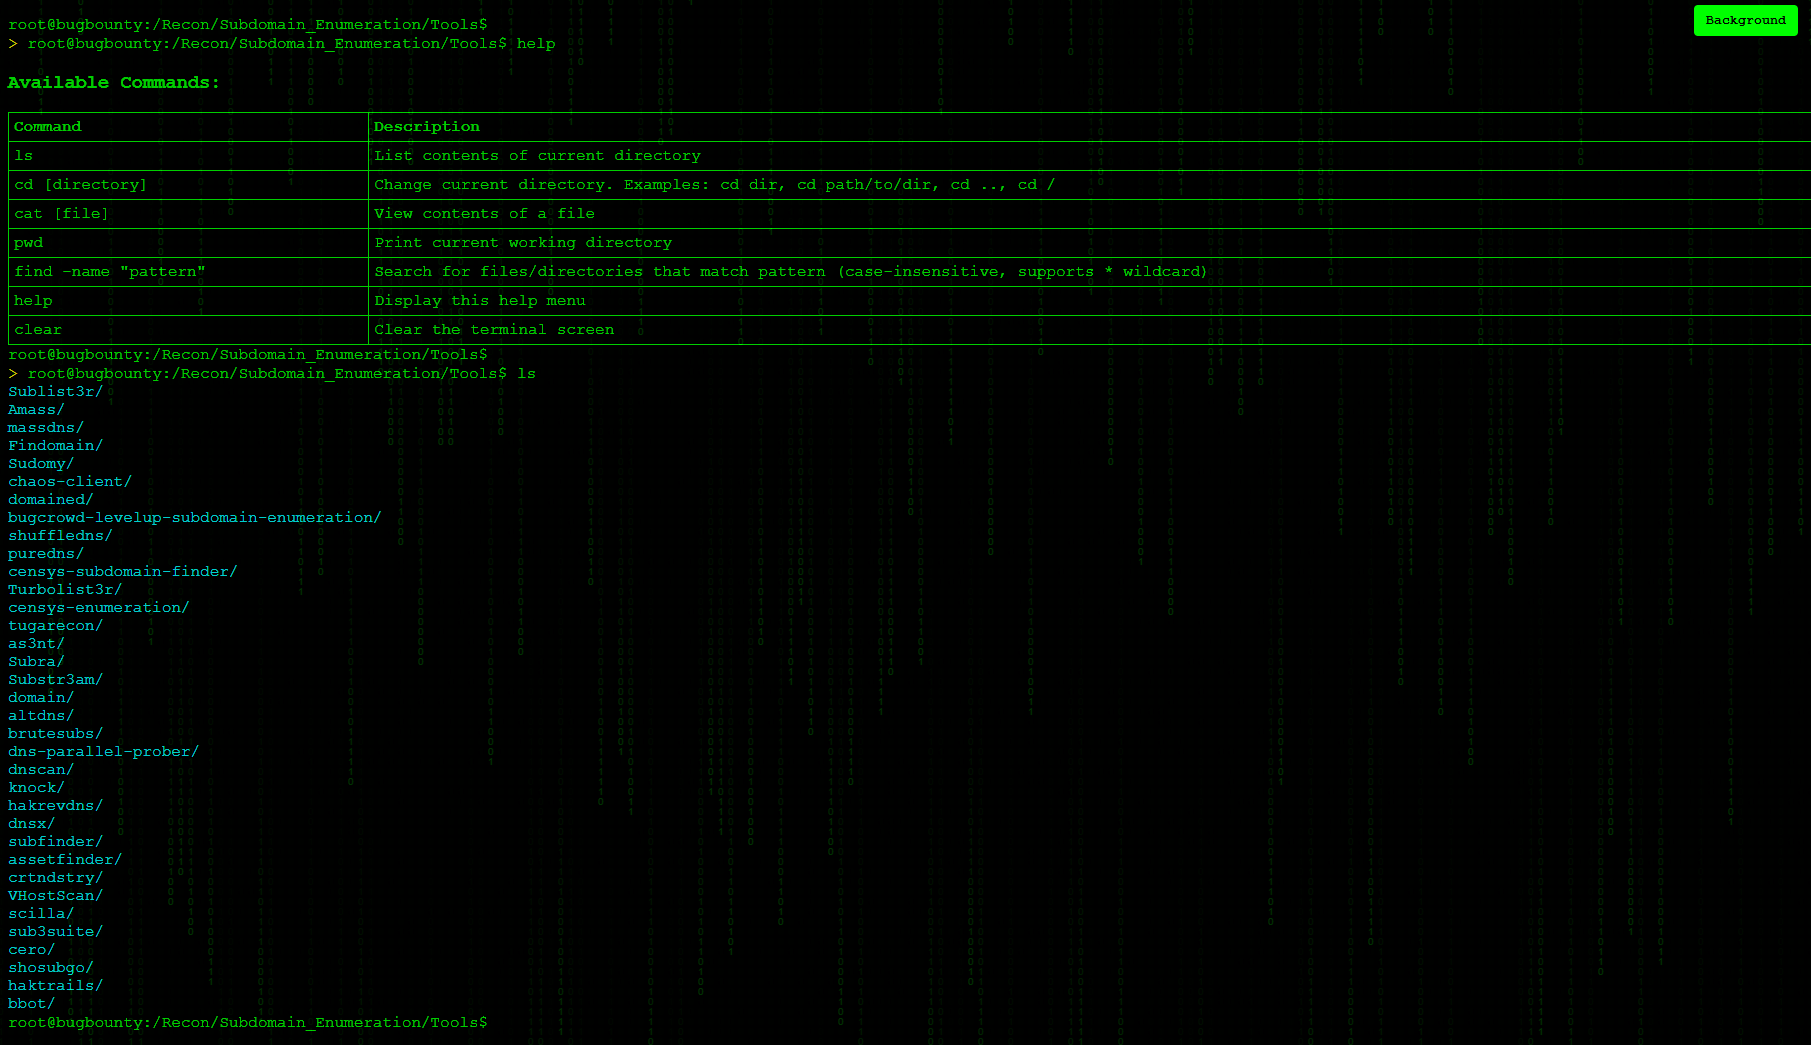 root@bugbounty:/Recon/Subdomain_Enumeration/Tools$
Background
> root@bugbounty:/Recon/Subdomain_Enumeration/Tools$ help
Available Commands:
Command Description
ls List contents of current directory
cd [directory] Change current directory. Examples: cd dir, cd path/to/dir, cd .., cd /
cat [file] View contents of a file
pwd Print current working directory
find -name "pattern" Search for files/directories that match pattern (case-insensitive, supports * wildcard)
help Display this help menu
clear Clear the terminal screen
root@bugbounty:/Recon/Subdomain_Enumeration/Tools$
> root@bugbounty:/Recon/Subdomain_Enumeration/Tools$ ls
Sublist3r/
Amass/
massdns/
Findomain/
Sudomy/
chaos-client/
domained/
bugcrowd-levelup-subdomain-enumeration/
shuffledns/
puredns/
censys-subdomain-finder/
Turbolist3r/
censys-enumeration/
tugarecon/
as3nt/
Subra/
Substr3am/
domain/
altdns/
brutesubs/
dns-parallel-prober/
dnscan/
knock/
hakrevdns/
dnsx/
subfinder/
assetfinder/
crtndstry/
VHostScan/
scilla/
sub3suite/
cero/
shosubgo/
haktrails/
bbot/
root@bugbounty:/Recon/Subdomain_Enumeration/Tools$